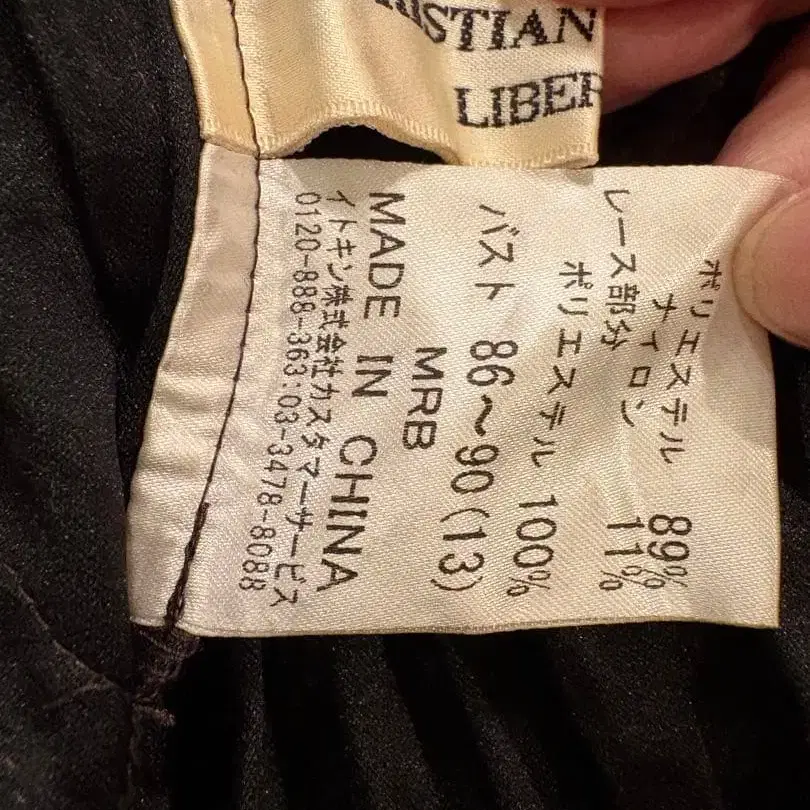 ISTIAN
LIBER
ポリエステル 89%
ナイロン 11%
レース部分
ポリエステル 100%
バスト 86~90(13)
MRB
MADE IN CHINA
イトキン株式会社カスタマーサービス
0120-888-363:03-3478-8088